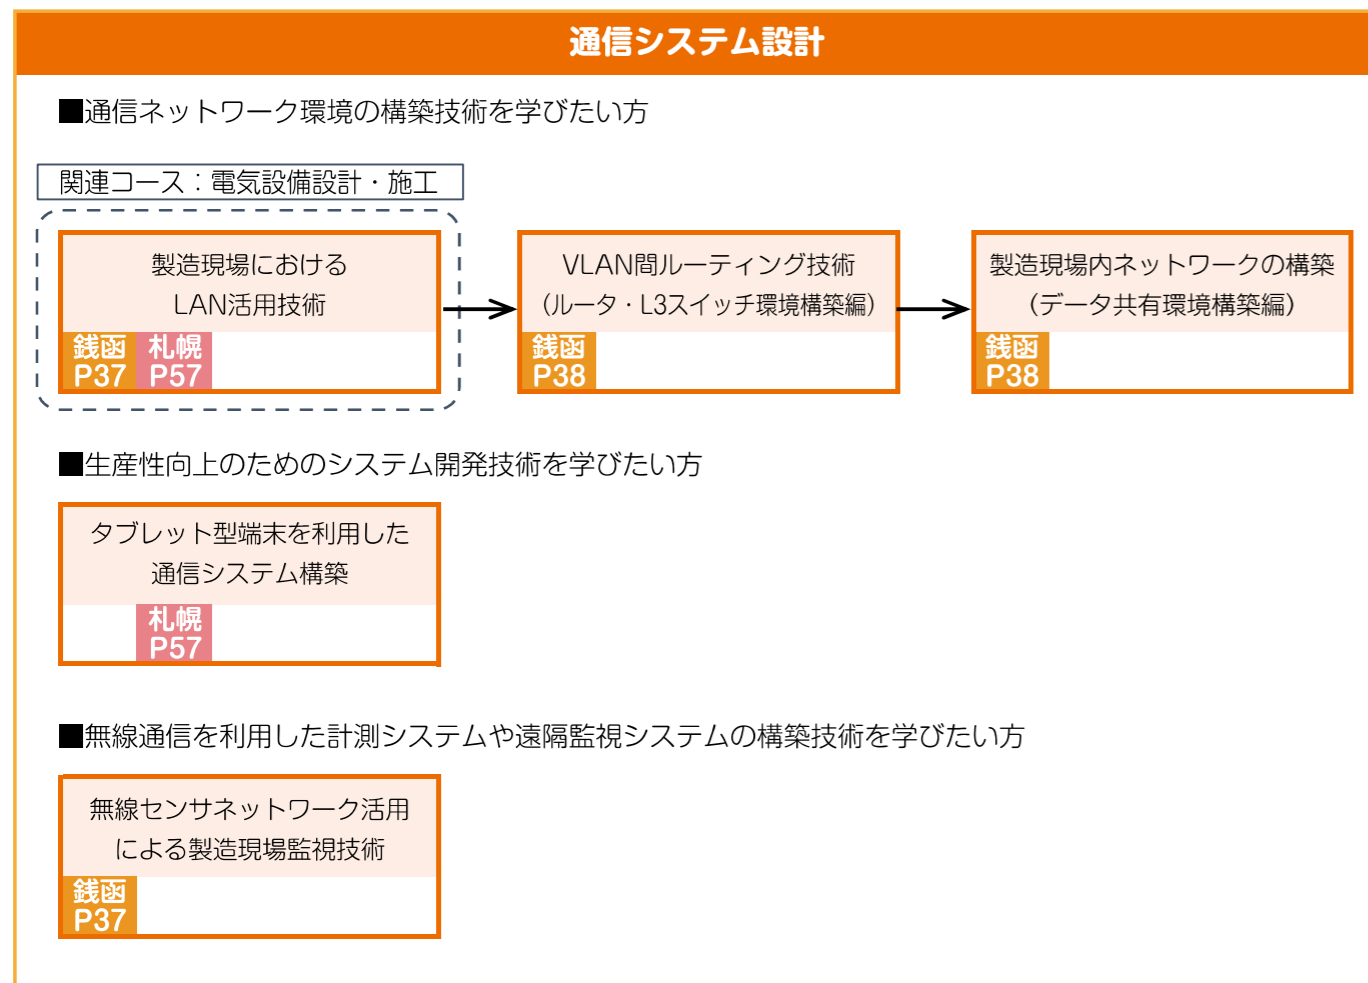 通信システム設計
■通信ネットワーク環境の構築技術を学びたい方
関連コース：電気設備設計・施工
製造現場における
LAN活用技術
銭函
P37
札幌
P57
VLAN間ルーティング技術
（ルータ・L3スイッチ環境構築編）
銭函
P38
製造現場内ネットワークの構築
（データ共有環境構築編）
銭函
P38
■生産性向上のためのシステム開発技術を学びたい方
タブレット型端末を利用した
通信システム構築
札幌
P57
■無線通信を利用した計測システムや遠隔監視システムの構築技術を学びたい方
無線センサネットワーク活用
による製造現場監視技術
銭函
P37